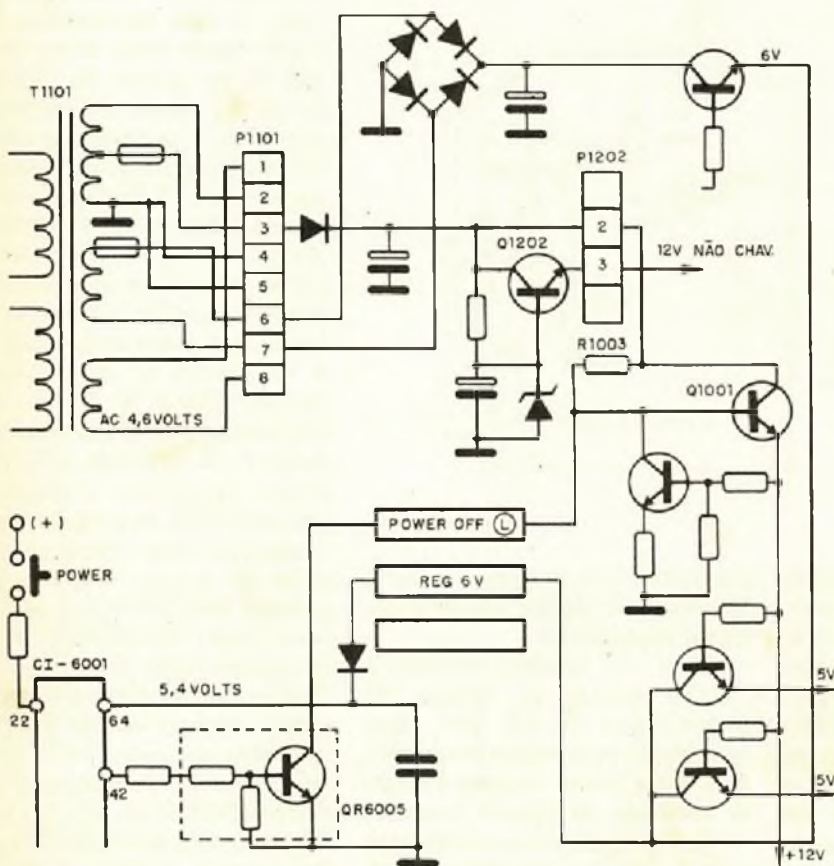 T1101
P1101
1
2
3
4
5
6
7
8
AC 4,6VOLTS
6V
P1202
2
3
12V NÃO CHAV.
Q1202
R1003
Q1001
POWER OFF L
REG 6V
(+)
POWER
CI-6001
5,4 VOLTS
22
64
42
QR6005
5V
5V
+12V